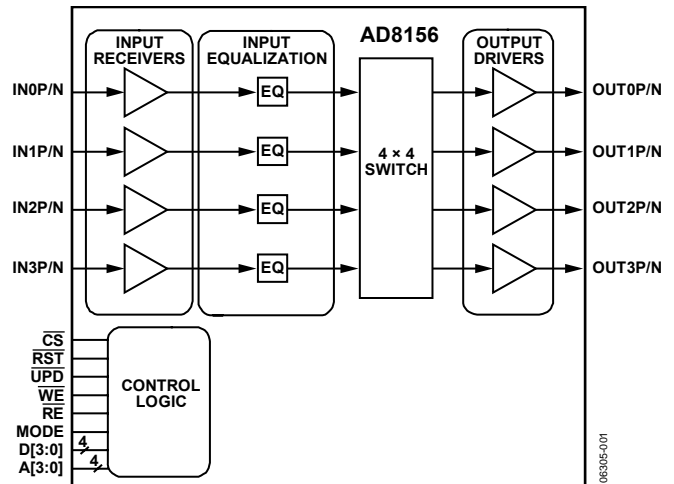 AD8156
INPUT
RECEIVERS
INPUT
EQUALIZATION
OUTPUT
DRIVERS
IN0P/N
EQ
OUT0P/N
IN1P/N
EQ
OUT1P/N
4 × 4
SWITCH
IN2P/N
EQ
OUT2P/N
IN3P/N
EQ
OUT3P/N
CS
RST
UPD
WE
RE
MODE
D[3:0]
4
A[3:0]
4
CONTROL
LOGIC
06305-001